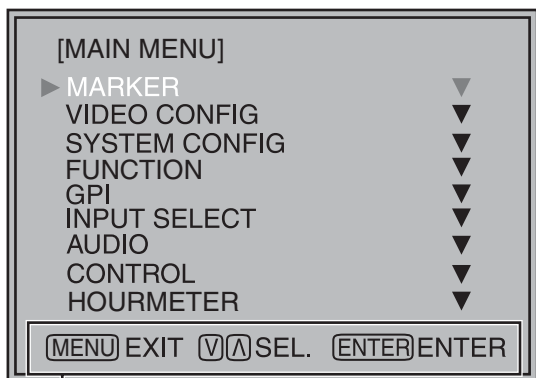 [MAIN MENU]
MARKER
VIDEO CONFIG
SYSTEM CONFIG
FUNCTION
GPI
INPUT SELECT
AUDIO
CONTROL
HOURMETER
MENU EXIT V Λ SEL. ENTER ENTER